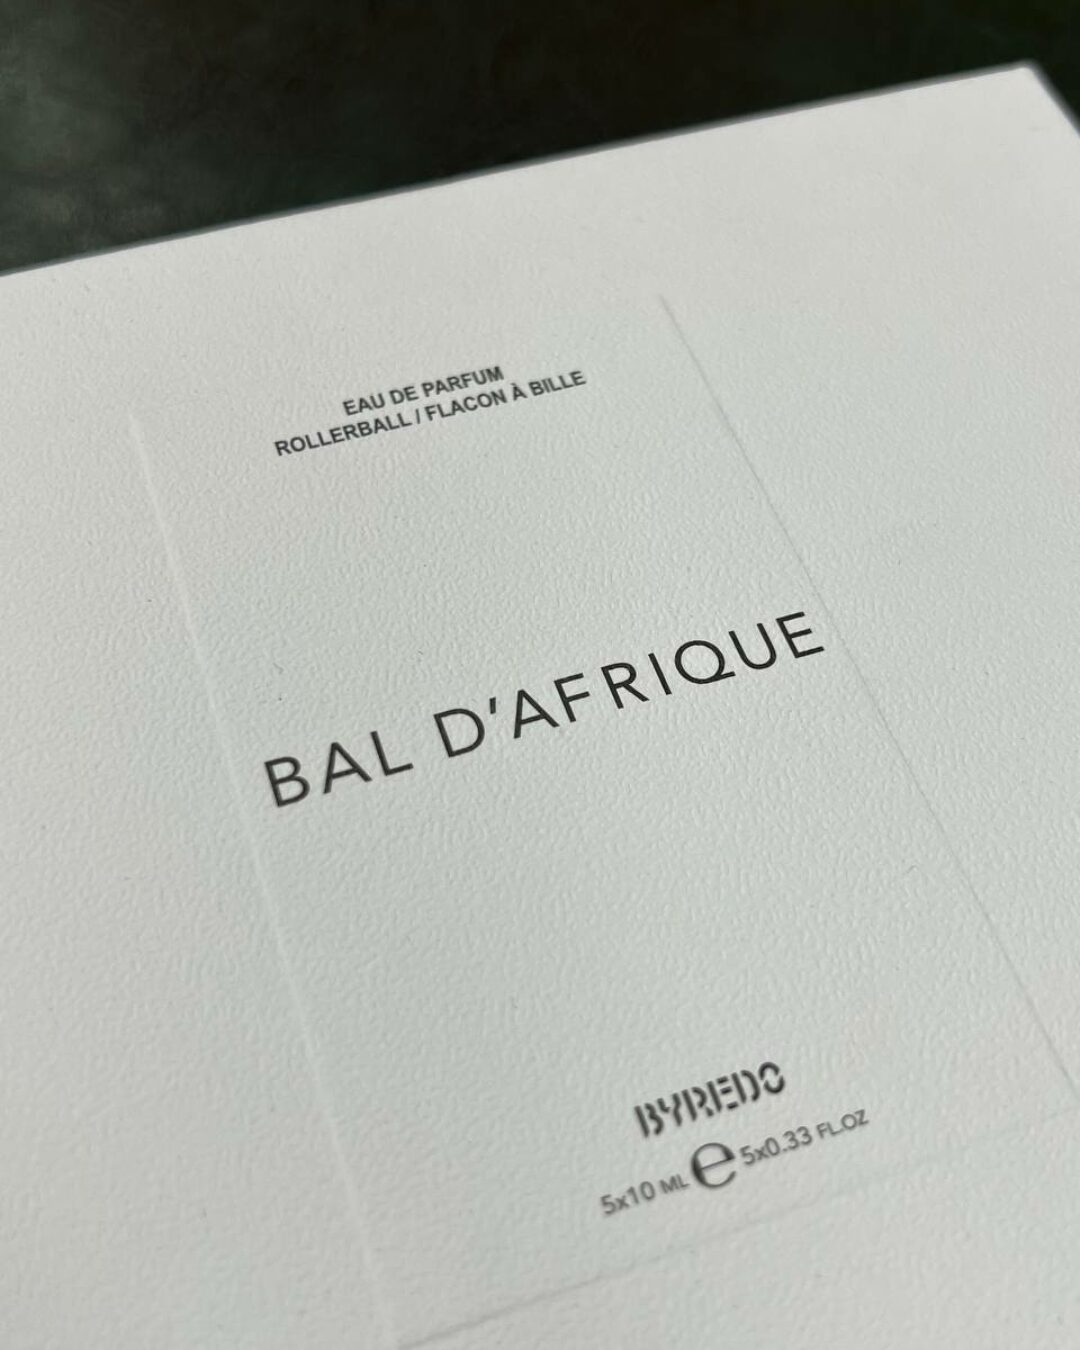 EAU DE PARFUM
ROLLERBALL / FLACON À BILLE
BAL D'AFRIQUE
BYREDO
5x10 ML ℮ 5x0.33 FL.OZ